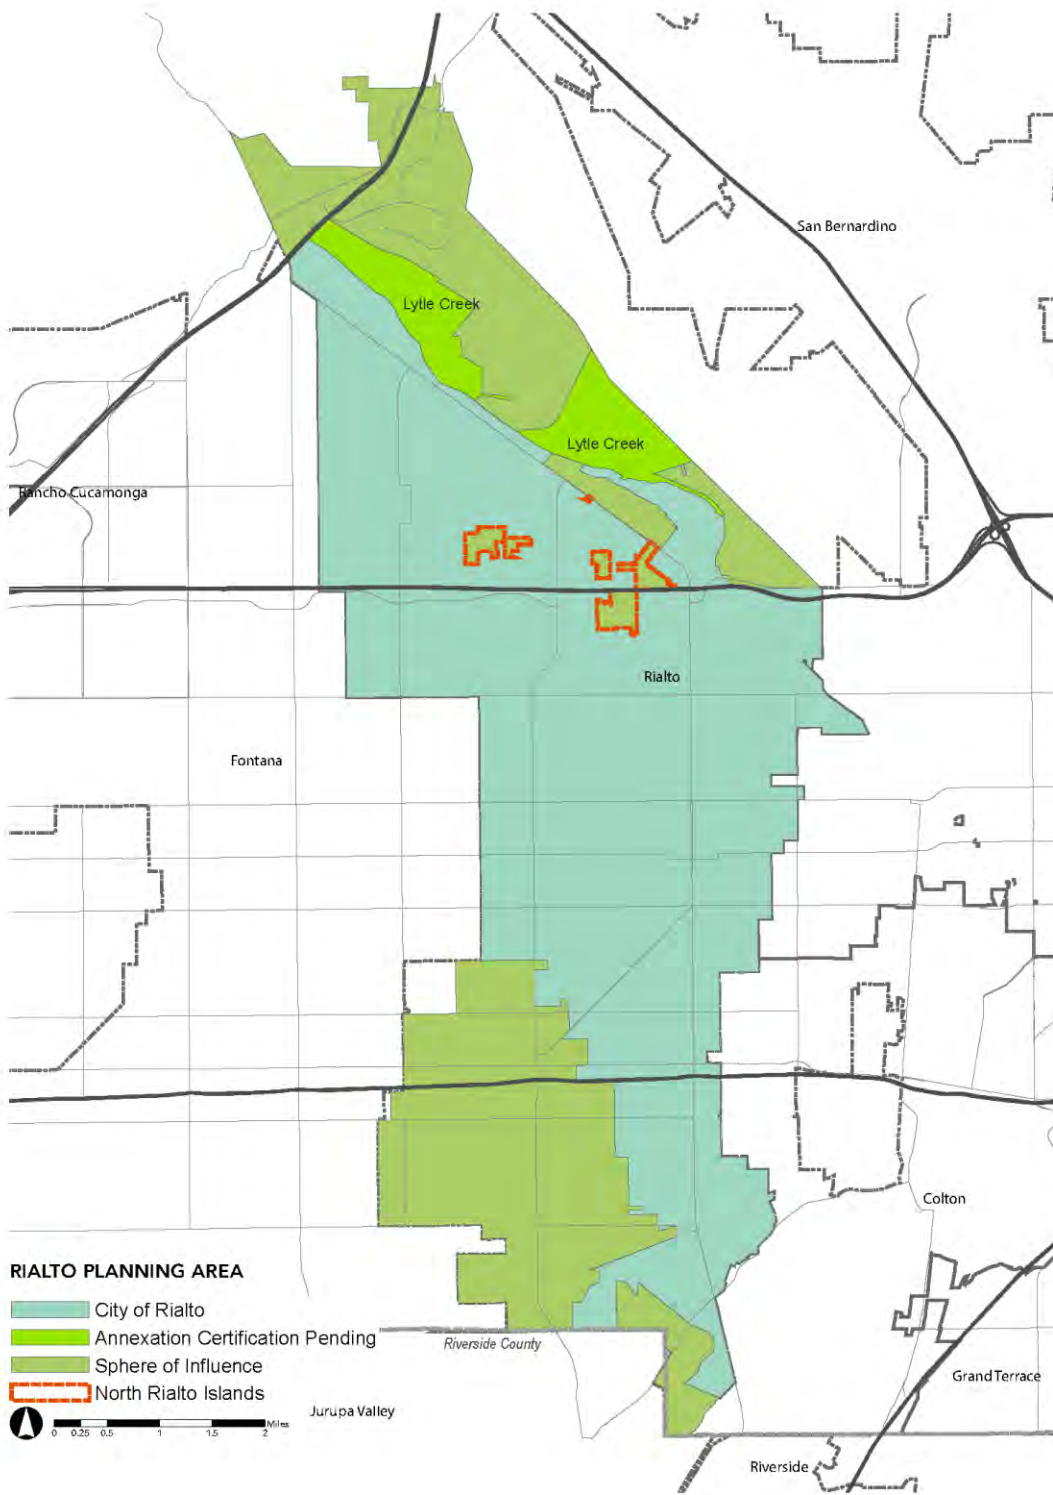 San Bernardino
Lytle Creek
Lytle Creek
Rancho Cucamonga
Rialto
Fontana
Colton
RIALTO PLANNING AREA
City of Rialto
Annexation Certification Pending
Sphere of Influence
North Rialto Islands
Riverside County
Grand Terrace
Jurupa Valley
Miles
0 0.25 0.5 1 1.5 2
Riverside